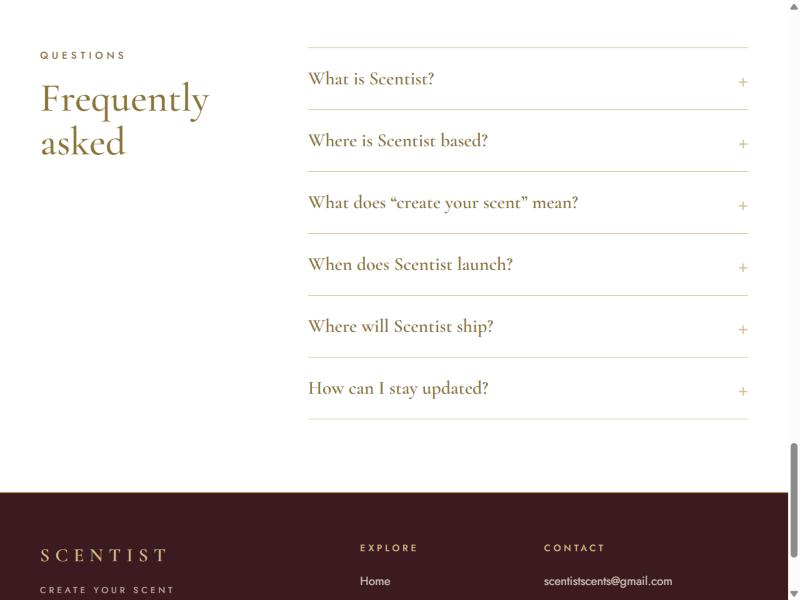 QUESTIONS
Frequently
asked
What is Scentist?
+
Where is Scentist based?
+
What does “create your scent” mean?
+
When does Scentist launch?
+
Where will Scentist ship?
+
How can I stay updated?
+
SCENTIST
CREATE YOUR SCENT
EXPLORE
Home
CONTACT
scentistscents@gmail.com